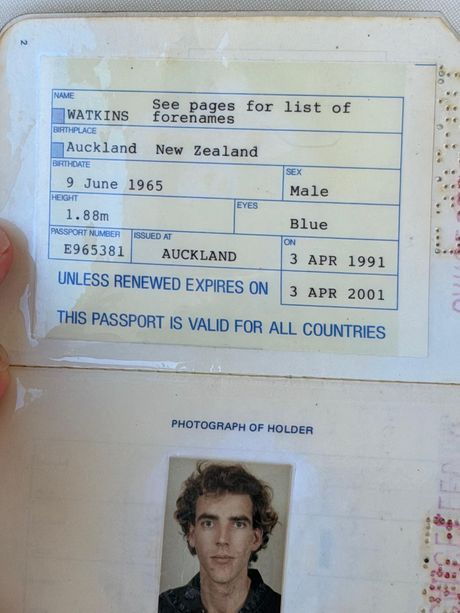 2
NAME
WATKINS See pages for list of
forenames
BIRTHPLACE
Auckland New Zealand
BIRTHDATE
9 June 1965
SEX
Male
HEIGHT
1.88m
EYES
Blue
PASSPORT NUMBER
E965381
ISSUED AT
AUCKLAND
ON
3 APR 1991
UNLESS RENEWED EXPIRES ON
3 APR 2001
THIS PASSPORT IS VALID FOR ALL COUNTRIES
PHOTOGRAPH OF HOLDER